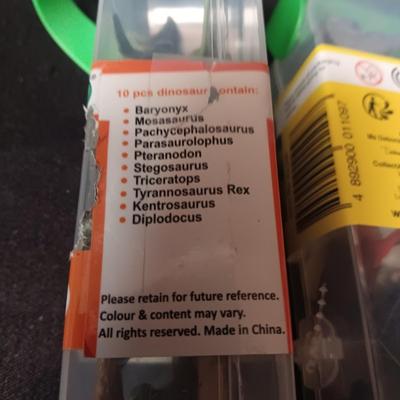 10 pcs dinosaur contain:
• Baryonyx
• Mosasaurus
• Pachycephalosaurus
• Parasaurolophus
• Pteranodon
• Stegosaurus
• Triceratops
• Tyrannosaurus Rex
• Kentrosaurus
• Diplodocus
Please retain for future reference.
Colour & content may vary.
All rights reserved. Made in China.
4 892900 011097